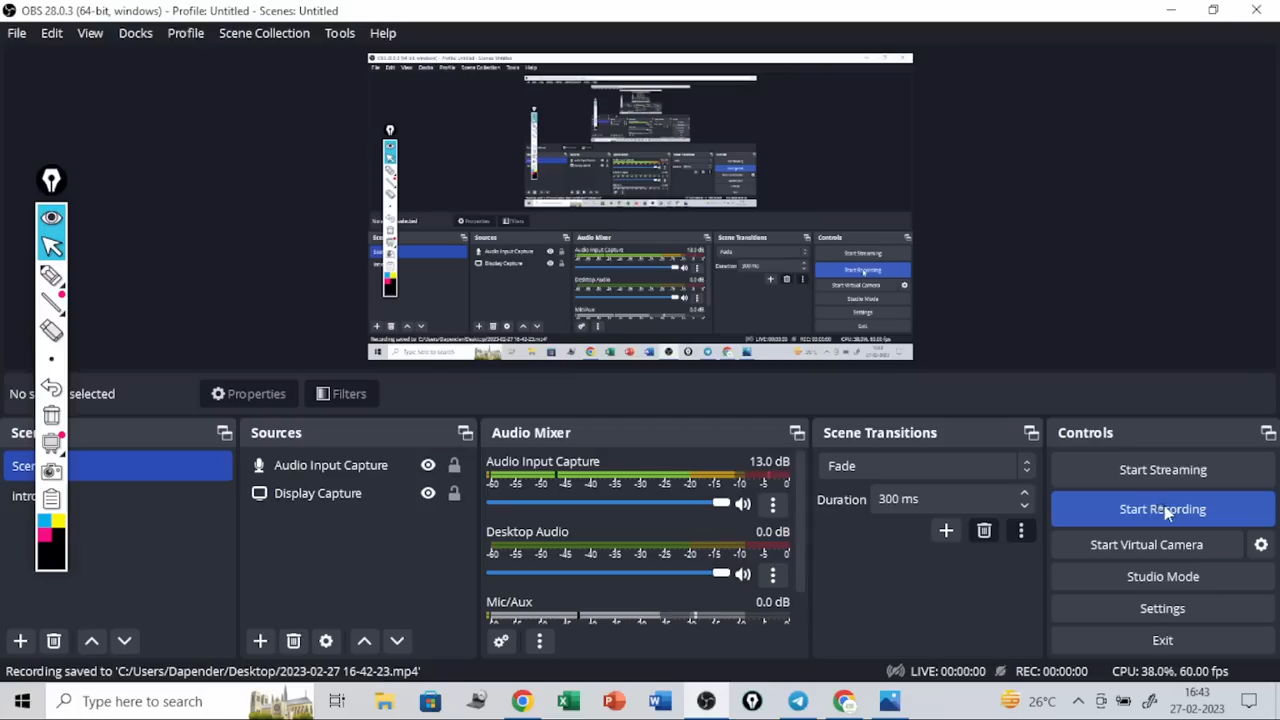 OBS 28.0.3 (64-bit, windows) - Profile: Untitled - Scenes: Untitled
File Edit View Docks Profile Scene Collection Tools Help
selected
Properties
Filters
Sources
Audio Mixer
Scene Transitions
Controls
Audio Input Capture
Display Capture
Audio Input Capture 13.0 dB
-60 -55 -50 -45 -40 -35 -30 -25 -20 -15 -10 -5 0
Desktop Audio 0.0 dB
-60 -55 -50 -45 -40 -35 -30 -25 -20 -15 -10 -5 0
Mic/Aux 0.0 dB
Fade
Duration 300 ms
Start Streaming
Start Recording
Start Virtual Camera
Studio Mode
Settings
Exit
Recording saved to 'C:/Users/Dapender/Desktop/2023-02-27 16-42-23.mp4'
LIVE: 00:00:00 REC: 00:00:00 CPU: 38.0%, 60.00 fps
Type here to search
26°C
16:43
27-02-2023